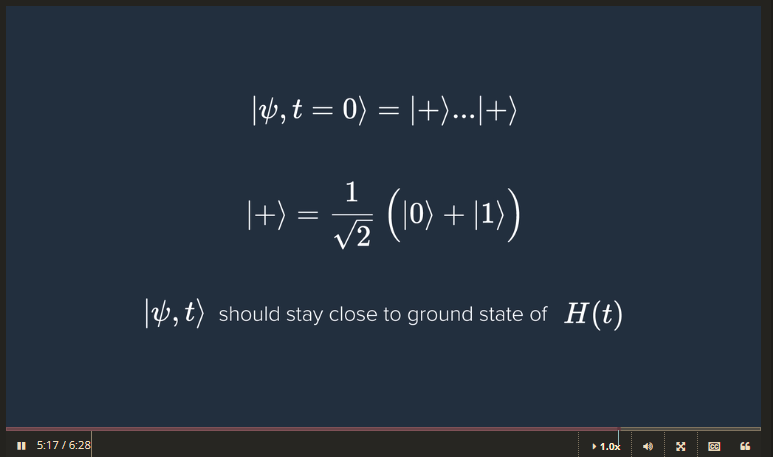 |ψ, t = 0⟩ = |+⟩...|+⟩
|+⟩ = 1/√2 (|0⟩ + |1⟩)
|ψ, t⟩ should stay close to ground state of H(t)
5:17 / 6:28 1.0x CC